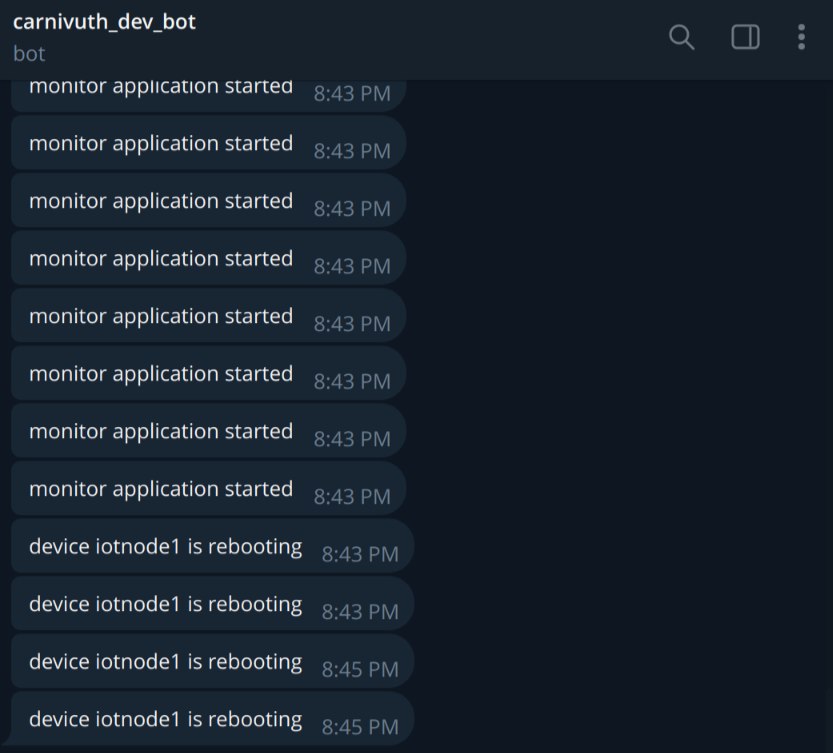 carnivuth_dev_bot
bot
monitor application started 8:43 PM
monitor application started 8:43 PM
monitor application started 8:43 PM
monitor application started 8:43 PM
monitor application started 8:43 PM
monitor application started 8:43 PM
monitor application started 8:43 PM
monitor application started 8:43 PM
device iotnode1 is rebooting 8:43 PM
device iotnode1 is rebooting 8:43 PM
device iotnode1 is rebooting 8:45 PM
device iotnode1 is rebooting 8:45 PM